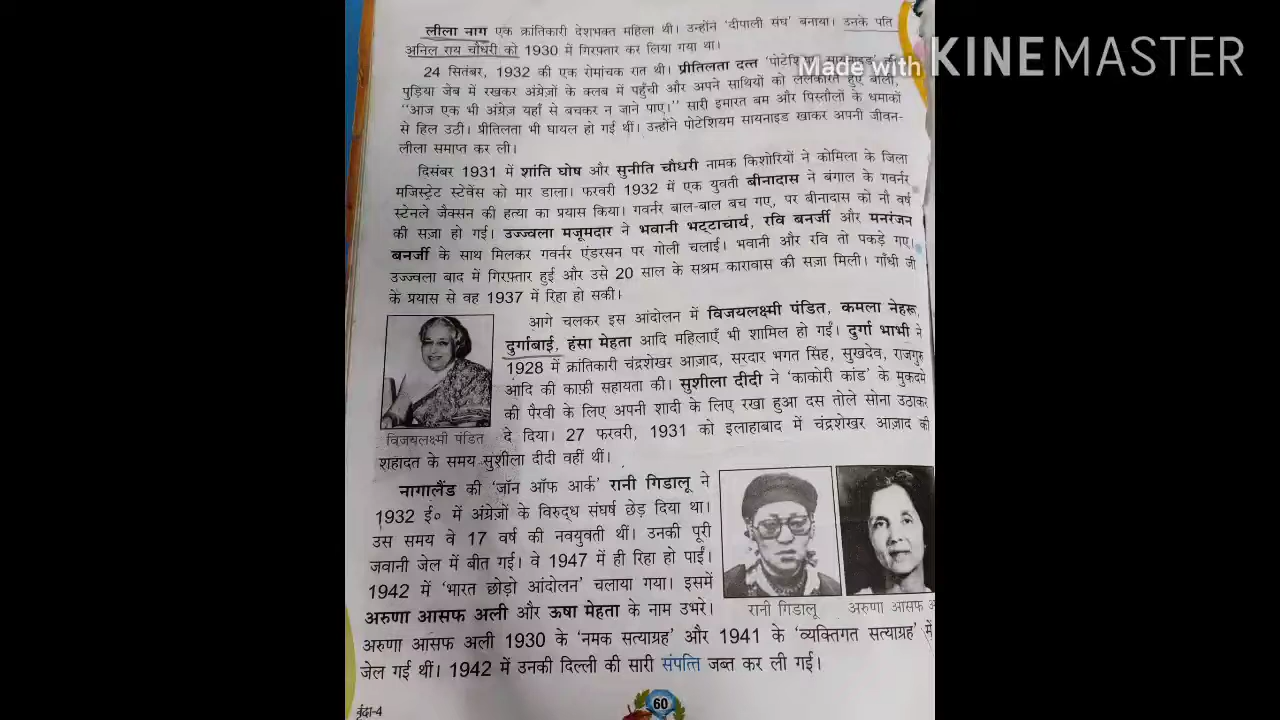 लीला नाग एक क्रांतिकारी देशभक्त महिला थी। उन्होंने 'दीपाली संघ' बनाया। उनके पति
अनिल राय चौधरी को 1930 में गिरफ्तार कर लिया गया था।
24 सितंबर, 1932 की एक रोमांचक रात थी। प्रीतिलता दत्त 'पोटेशियम सायनाइड' की
Made with KINEMASTER
पुड़िया जेब में रखकर अंग्रेज़ों के क्लब में पहुँची और अपने साथियों को ललकारते हुए बोली,
"आज एक भी अंग्रेज़ यहाँ से बचकर न जाने पाए।" सारी इमारत बम और पिस्तौलों के धमाकों
से हिल उठी। प्रीतिलता भी घायल हो गई थीं। उन्होंने पोटेशियम सायनाइड खाकर अपनी जीवन-
लीला समाप्त कर ली।
दिसंबर 1931 में शांति घोष और सुनीति चौधरी नामक किशोरियों ने कोमिला के जिला
मजिस्ट्रेट स्टेवेंस को मार डाला। फरवरी 1932 में एक युवती बीनादास ने बंगाल के गवर्नर
स्टेनले जैक्सन की हत्या का प्रयास किया। गवर्नर बाल-बाल बच गए, पर बीनादास को नौ वर्ष
की सज़ा हो गई। उज्ज्वला मजूमदार ने भवानी भट्टाचार्य, रवि बनर्जी और मनरंजन
बनर्जी के साथ मिलकर गवर्नर एंडरसन पर गोली चलाई। भवानी और रवि तो पकड़े गए।
उज्ज्वला बाद में गिरफ़्तार हुई और उसे 20 साल के सश्रम कारावास की सज़ा मिली। गाँधी जी
के प्रयास से वह 1937 में रिहा हो सकी।
आगे चलकर इस आंदोलन में विजयलक्ष्मी पंडित, कमला नेहरू,
दुर्गाबाई, हंसा मेहता आदि महिलाएँ भी शामिल हो गईं। दुर्गा भाभी ने
1928 में क्रांतिकारी चंद्रशेखर आज़ाद, सरदार भगत सिंह, सुखदेव, राजगुरु
आदि की काफ़ी सहायता की। सुशीला दीदी ने 'काकोरी कांड' के मुकदमे
की पैरवी के लिए अपनी शादी के लिए रखा हुआ दस तोले सोना उठाकर
विजयलक्ष्मी पंडित
दे दिया। 27 फरवरी, 1931 को इलाहाबाद में चंद्रशेखर आज़ाद की
शहादत के समय सुशीला दीदी वहीं थीं।
नागालैंड की 'जॉन ऑफ आर्क' रानी गिडालू ने
1932 ई० में अंग्रेज़ों के विरुद्ध संघर्ष छेड़ दिया था।
उस समय वे 17 वर्ष की नवयुवती थीं। उनकी पूरी
जवानी जेल में बीत गई। वे 1947 में ही रिहा हो पाईं।
1942 में 'भारत छोड़ो आंदोलन' चलाया गया। इसमें
अरुणा आसफ अली और ऊषा मेहता के नाम उभरे।
रानी गिडालू
अरुणा आसफ
अरुणा आसफ अली 1930 के 'नमक सत्याग्रह' और 1941 के 'व्यक्तिगत सत्याग्रह' में
जेल गई थीं। 1942 में उनकी दिल्ली की सारी संपत्ति जब्त कर ली गई।
वृंदा-4
60